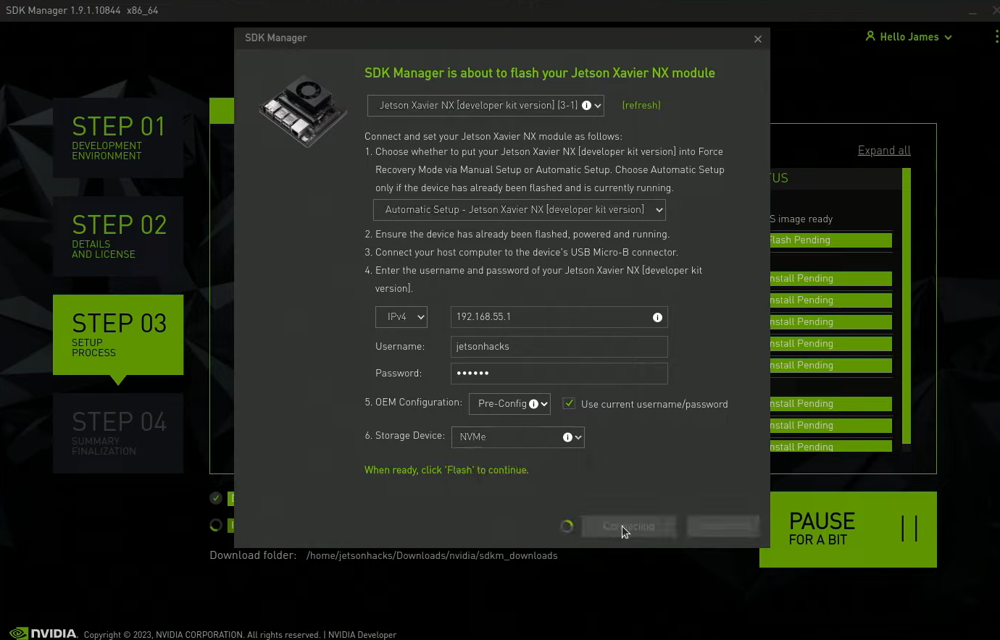 SDK Manager 1.9.1.10844 x86_64
SDK Manager
Hello James
SDK Manager is about to flash your Jetson Xavier NX module
Jetson Xavier NX [developer kit version] (3-1)
(refresh)
Connect and set your Jetson Xavier NX module as follows:
1. Choose whether to put your Jetson Xavier NX [developer kit version] into Force
Recovery Mode via Manual Setup or Automatic Setup. Choose Automatic Setup
only if the device has already been flashed and is currently running.
Automatic Setup - Jetson Xavier NX [developer kit version]
2. Ensure the device has already been flashed, powered and running.
3. Connect your host computer to the device's USB Micro-B connector.
4. Enter the username and password of your Jetson Xavier NX [developer kit
version].
IPv4
192.168.55.1
Username:
jetsonhacks
Password:
••••••
5. OEM Configuration:
Pre-Config
Use current username/password
6. Storage Device:
NVMe
When ready, click 'Flash' to continue.
STEP 01
DEVELOPMENT
ENVIRONMENT
STEP 02
DETAILS
AND LICENSE
STEP 03
SETUP
PROCESS
STEP 04
SUMMARY
FINALIZATION
Expand all
TUS
S image ready
Flash Pending
nstall Pending
nstall Pending
nstall Pending
nstall Pending
nstall Pending
nstall Pending
nstall Pending
nstall Pending
PAUSE
FOR A BIT
Download folder: /home/jetsonhacks/Downloads/nvidia/sdkm_downloads
NVIDIA. Copyright © 2023, NVIDIA CORPORATION. All rights reserved. | NVIDIA Developer